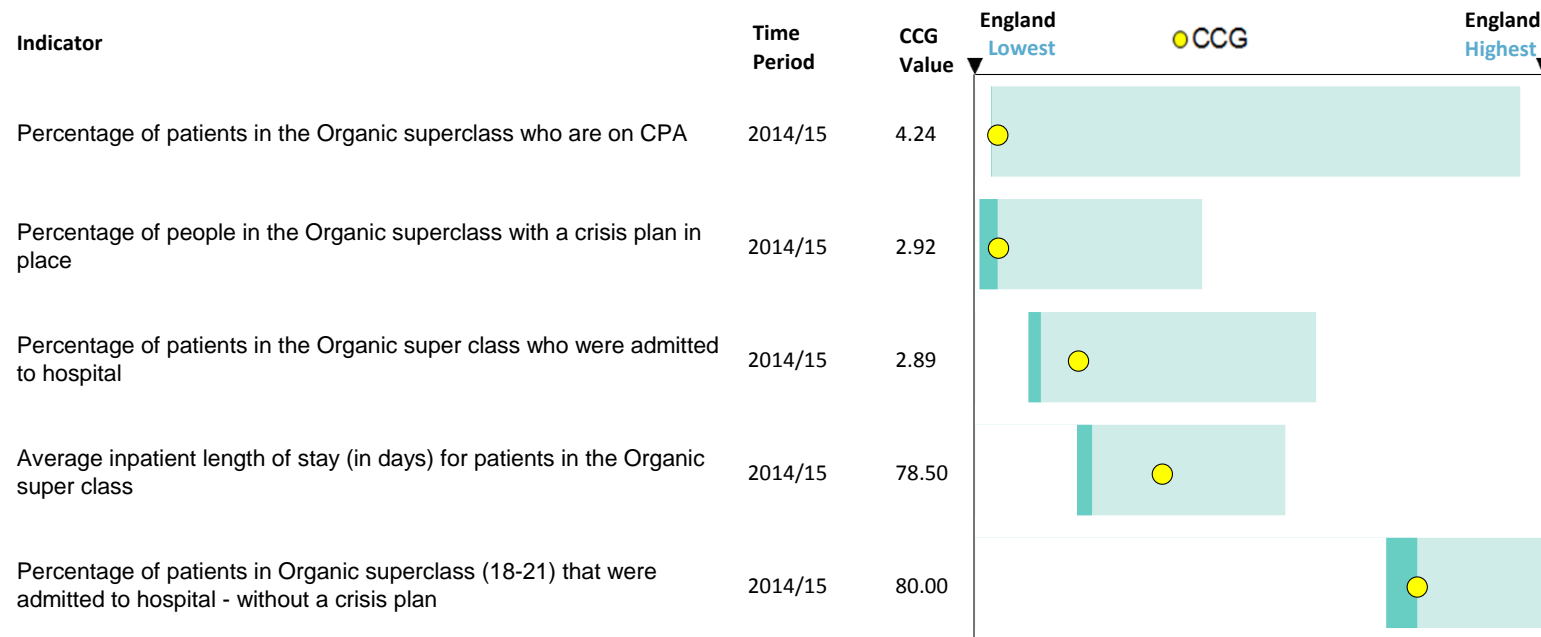 Indicator
Time
Period
CCG
Value
England
Lowest
CCG
England
Highest
Percentage of patients in the Organic superclass who are on CPA
2014/15
4.24
Percentage of people in the Organic superclass with a crisis plan in
place
2014/15
2.92
Percentage of patients in the Organic super class who were admitted
to hospital
2014/15
2.89
Average inpatient length of stay (in days) for patients in the Organic
super class
2014/15
78.50
Percentage of patients in Organic superclass (18-21) that were
admitted to hospital - without a crisis plan
2014/15
80.00